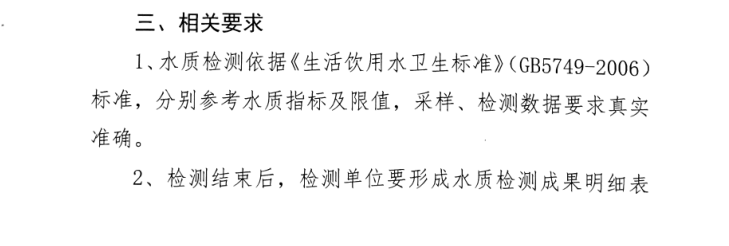 三、相关要求
1、水质检测依据《生活饮用水卫生标准》（GB5749-2006）
标准，分别参考水质指标及限值，采样、检测数据要求真实
准确。
2、检测结束后，检测单位要形成水质检测成果明细表